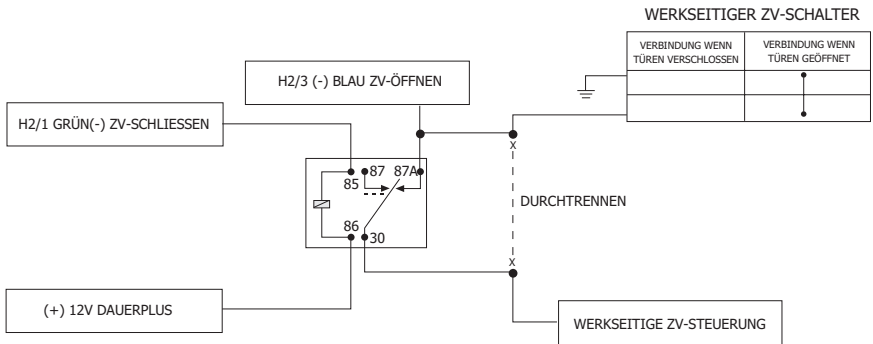 WERKSEITIGER ZV-SCHALTER
VERBINDUNG WENN
TÜREN VERSCHLOSSEN
VERBINDUNG WENN
TÜREN GEÖFFNET
H2/3 (-) BLAU ZV-ÖFFNEN
H2/1 GRÜN(-) ZV-SCHLIESSEN
X
87 87A
85
DURCHTRENNEN
86
30
X
(+) 12V DAUERPLUS
WERKSEITIGE ZV-STEUERUNG